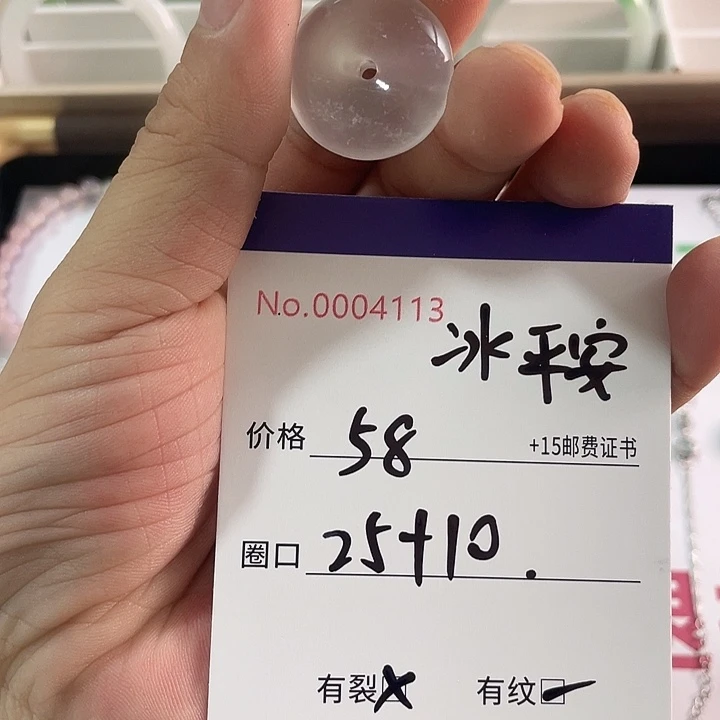 No.0004113
冰平安
价格 58 +15邮费证书
圈口 25+10.
有裂 有纹